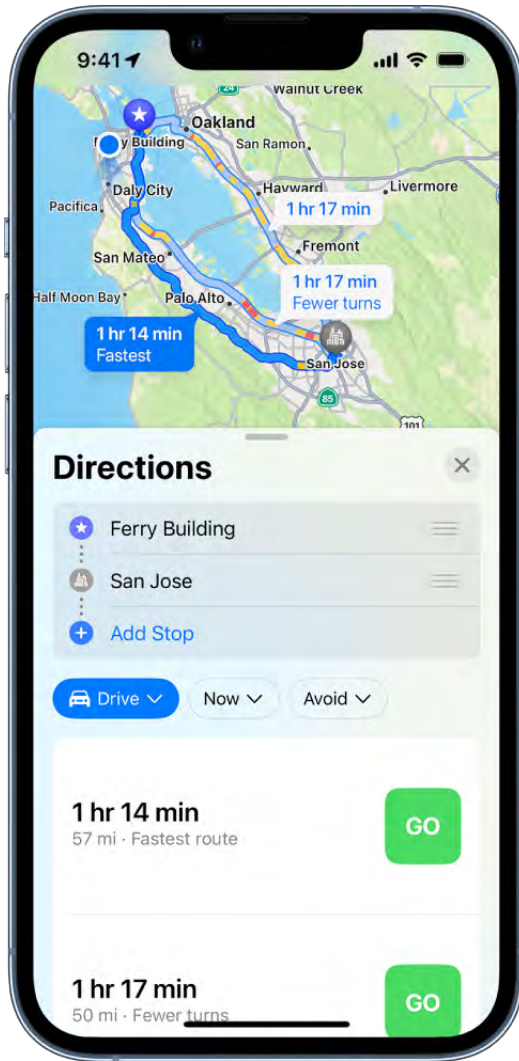 9:41
24
Walnut Creek
Oakland
Ferry Building
San Ramon
Daly City
Hayward
Livermore
Pacifica
1 hr 17 min
Fremont
San Mateo
1 hr 17 min
Fewer turns
Half Moon Bay
Palo Alto
1 hr 14 min
Fastest
San Jose
85
101
Directions
Ferry Building
San Jose
Add Stop
Drive
Now
Avoid
1 hr 14 min
57 mi · Fastest route
GO
1 hr 17 min
50 mi · Fewer turns
GO